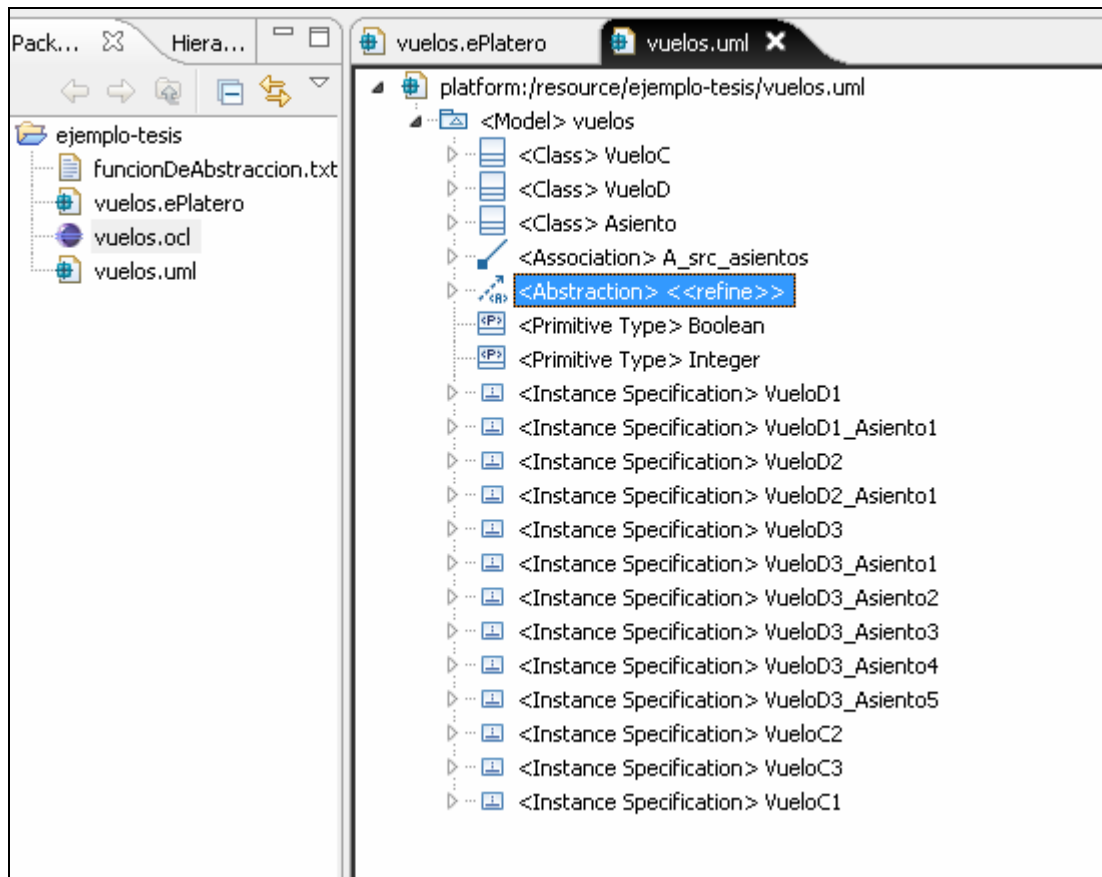 Pack... Hiera...
ejemplo-tesis
funcionDeAbstraccion.txt
vuelos.ePlatero
vuelos.ocl
vuelos.uml
vuelos.ePlatero vuelos.uml
platform:/resource/ejemplo-tesis/vuelos.uml
<Model> vuelos
<Class> VueloC
<Class> VueloD
<Class> Asiento
<Association> A_src_asientos
<Abstraction> <<refine>>
<Primitive Type> Boolean
<Primitive Type> Integer
<Instance Specification> VueloD1
<Instance Specification> VueloD1_Asiento1
<Instance Specification> VueloD2
<Instance Specification> VueloD2_Asiento1
<Instance Specification> VueloD3
<Instance Specification> VueloD3_Asiento1
<Instance Specification> VueloD3_Asiento2
<Instance Specification> VueloD3_Asiento3
<Instance Specification> VueloD3_Asiento4
<Instance Specification> VueloD3_Asiento5
<Instance Specification> VueloC2
<Instance Specification> VueloC3
<Instance Specification> VueloC1